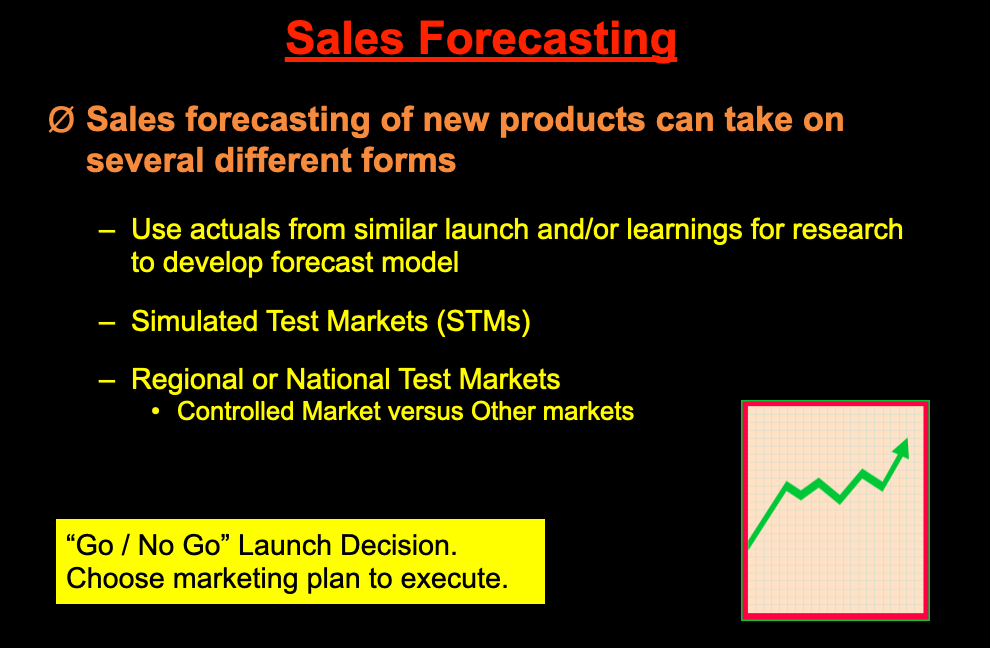 Sales Forecasting
Ø Sales forecasting of new products can take on
several different forms
– Use actuals from similar launch and/or learnings for research
to develop forecast model
– Simulated Test Markets (STMs)
– Regional or National Test Markets
• Controlled Market versus Other markets
“Go / No Go” Launch Decision.
Choose marketing plan to execute.